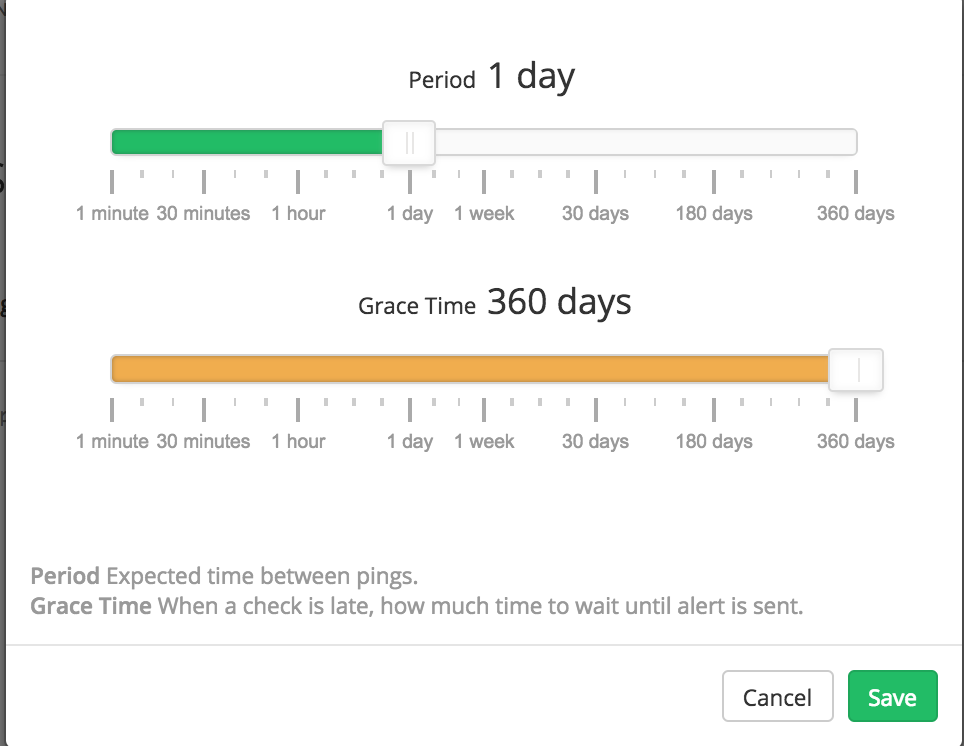 Period 1 day
1 minute 30 minutes 1 hour 1 day 1 week 30 days 180 days 360 days
Grace Time 360 days
1 minute 30 minutes 1 hour 1 day 1 week 30 days 180 days 360 days
Period Expected time between pings.
Grace Time When a check is late, how much time to wait until alert is sent.
Cancel Save